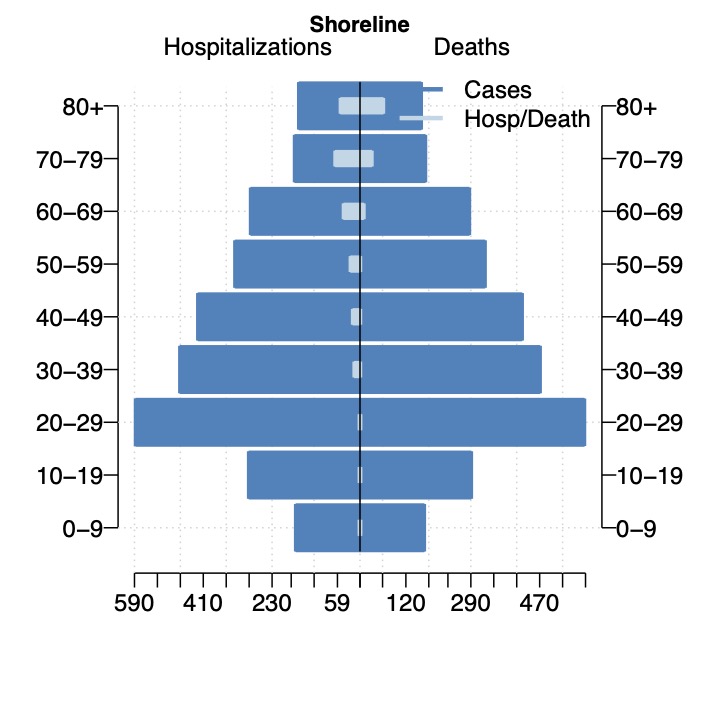 Shoreline
Hospitalizations Deaths
Cases
Hosp/Death
80+ 80+
70–79 70–79
60–69 60–69
50–59 50–59
40–49 40–49
30–39 30–39
20–29 20–29
10–19 10–19
0–9 0–9
590 410 230 59 120 290 470